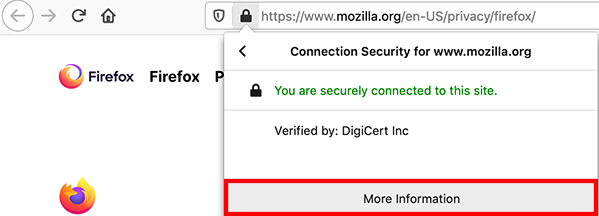 https://www.mozilla.org/en-US/privacy/firefox/
Connection Security for www.mozilla.org
Firefox Firefox P
You are securely connected to this site.
Verified by: DigiCert Inc
More Information